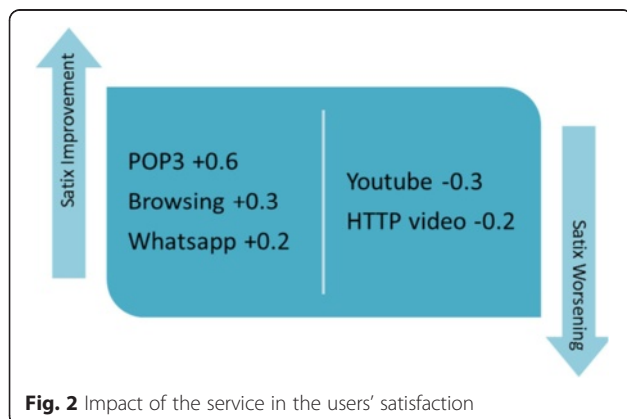 Satix Improvement
POP3 +0.6
Browsing +0.3
Whatsapp +0.2
Youtube -0.3
HTTP video -0.2
Satix Worsening
Fig. 2 Impact of the service in the users' satisfaction